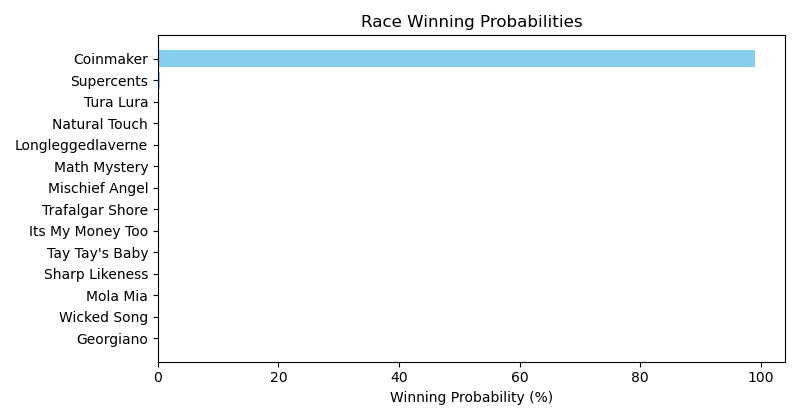 Race Winning Probabilities
Coinmaker
Supercents
Tura Lura
Natural Touch
Longleggedlaverne
Math Mystery
Mischief Angel
Trafalgar Shore
Its My Money Too
Tay Tay's Baby
Sharp Likeness
Mola Mia
Wicked Song
Georgiano
0 20 40 60 80 100
Winning Probability (%)